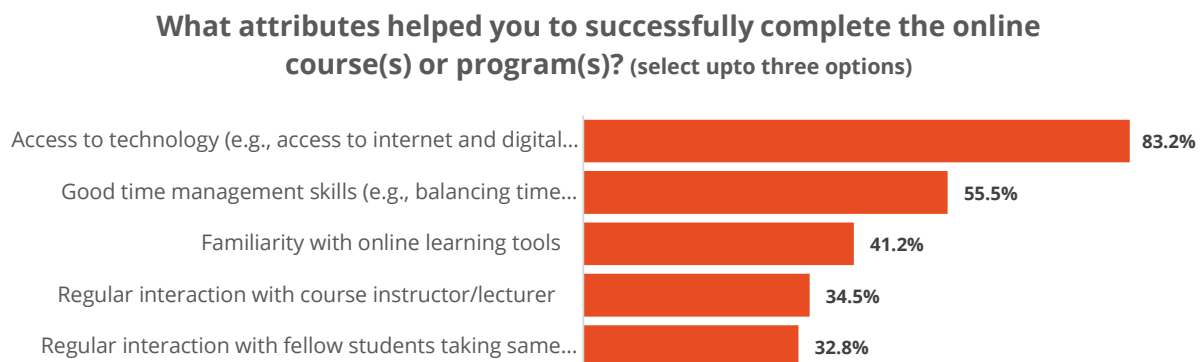 What attributes helped you to successfully complete the online
course(s) or program(s)? (select upto three options)
Access to technology (e.g., access to internet and digital... 83.2%
Good time management skills (e.g., balancing time... 55.5%
Familiarity with online learning tools 41.2%
Regular interaction with course instructor/lecturer 34.5%
Regular interaction with fellow students taking same... 32.8%